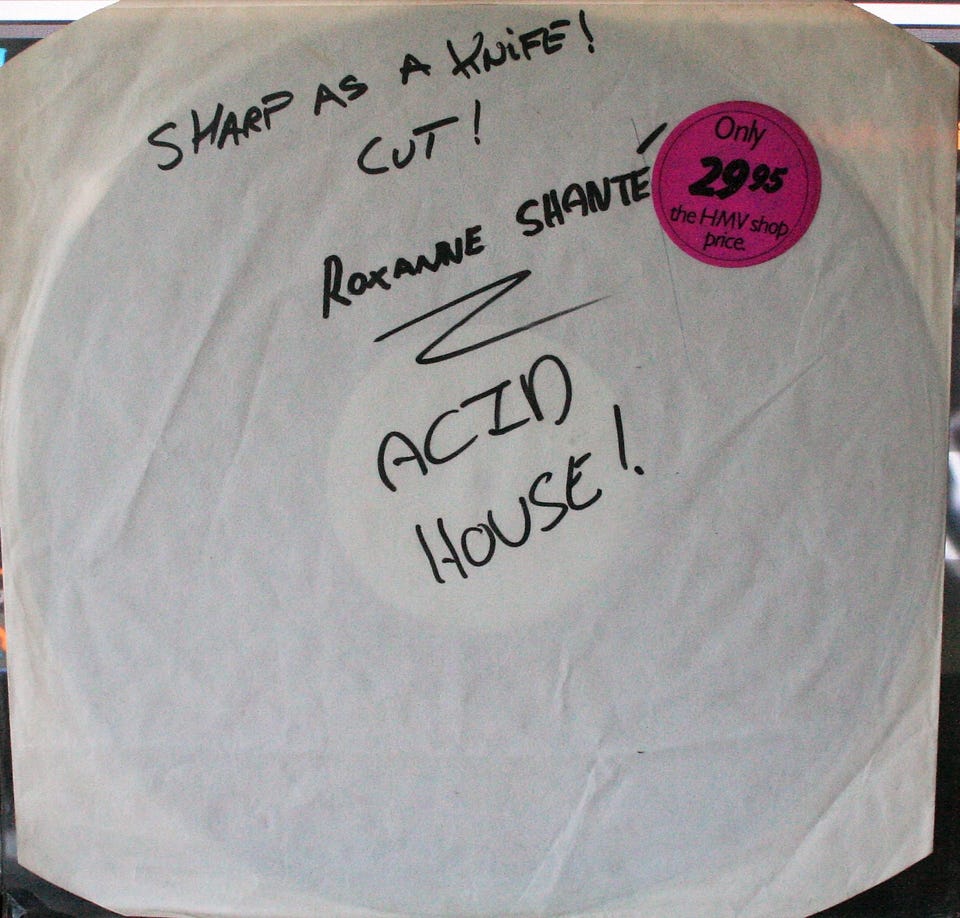 SHARP AS A KNiFE!
CUT!
ROXANNE SHANTÉ
ACID
HOUSE!
Only
29.95
the HMV shop
price.